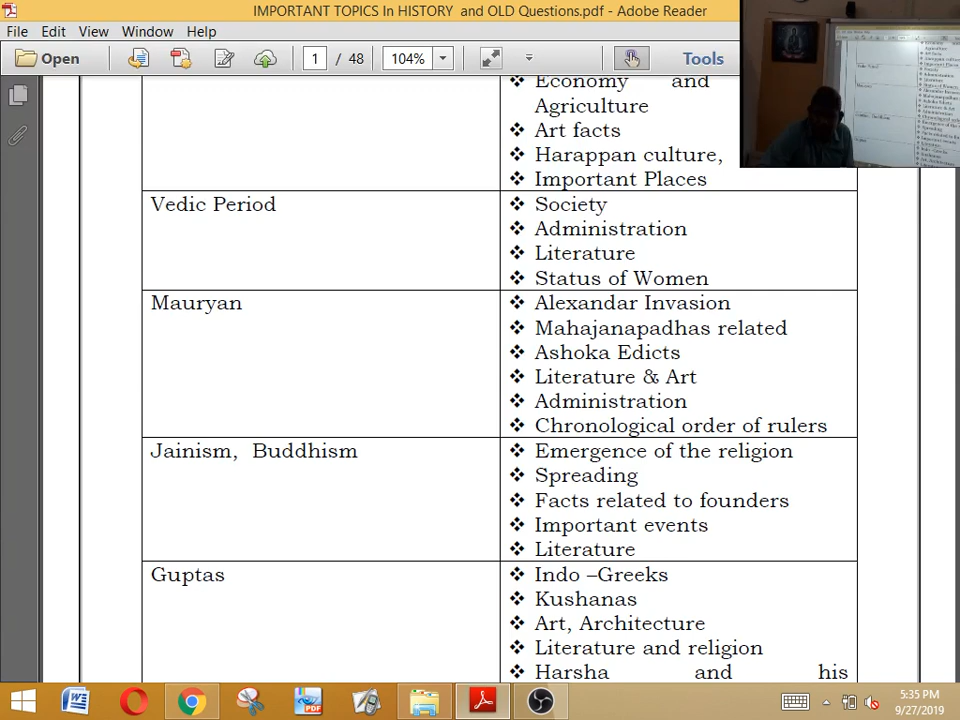 IMPORTANT TOPICS In HISTORY and OLD Questions.pdf - Adobe Reader
File Edit View Window Help
Open 1 / 48 104% Tools
Economy and
Agriculture
Art facts
Harappan culture,
Important Places
Vedic Period
Society
Administration
Literature
Status of Women
Mauryan
Alexandar Invasion
Mahajanapadhas related
Ashoka Edicts
Literature & Art
Administration
Chronological order of rulers
Jainism, Buddhism
Emergence of the religion
Spreading
Facts related to founders
Important events
Literature
Guptas
Indo –Greeks
Kushanas
Art, Architecture
Literature and religion
Harsha and his
5:35 PM
9/27/2019